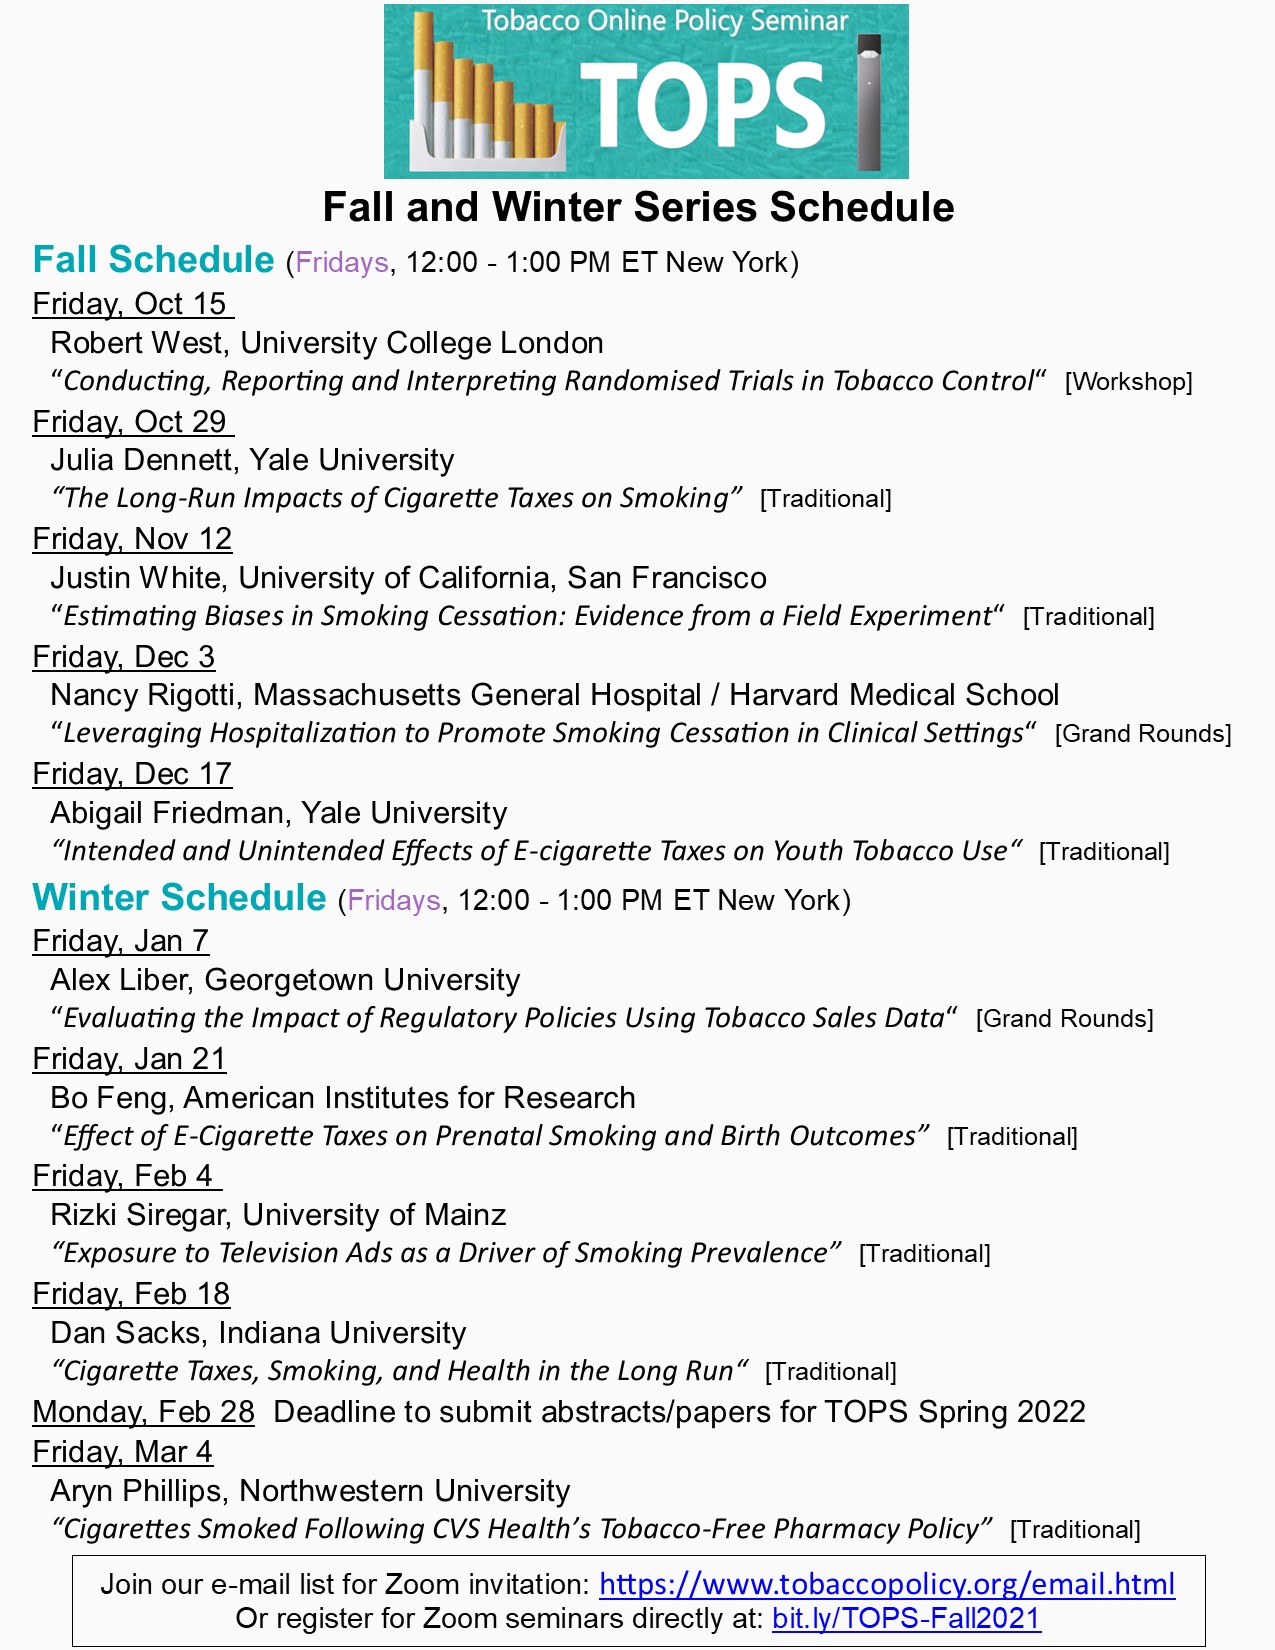 Tobacco Online Policy Seminar
TOPS
Fall and Winter Series Schedule
Fall Schedule (Fridays, 12:00 - 1:00 PM ET New York)
Friday, Oct 15
Robert West, University College London
“Conducting, Reporting and Interpreting Randomised Trials in Tobacco Control“ [Workshop]
Friday, Oct 29
Julia Dennett, Yale University
“The Long-Run Impacts of Cigarette Taxes on Smoking” [Traditional]
Friday, Nov 12
Justin White, University of California, San Francisco
“Estimating Biases in Smoking Cessation: Evidence from a Field Experiment“ [Traditional]
Friday, Dec 3
Nancy Rigotti, Massachusetts General Hospital / Harvard Medical School
“Leveraging Hospitalization to Promote Smoking Cessation in Clinical Settings“ [Grand Rounds]
Friday, Dec 17
Abigail Friedman, Yale University
“Intended and Unintended Effects of E-cigarette Taxes on Youth Tobacco Use“ [Traditional]
Winter Schedule (Fridays, 12:00 - 1:00 PM ET New York)
Friday, Jan 7
Alex Liber, Georgetown University
“Evaluating the Impact of Regulatory Policies Using Tobacco Sales Data“ [Grand Rounds]
Friday, Jan 21
Bo Feng, American Institutes for Research
“Effect of E-Cigarette Taxes on Prenatal Smoking and Birth Outcomes” [Traditional]
Friday, Feb 4
Rizki Siregar, University of Mainz
“Exposure to Television Ads as a Driver of Smoking Prevalence” [Traditional]
Friday, Feb 18
Dan Sacks, Indiana University
“Cigarette Taxes, Smoking, and Health in the Long Run“ [Traditional]
Monday, Feb 28 Deadline to submit abstracts/papers for TOPS Spring 2022
Friday, Mar 4
Aryn Phillips, Northwestern University
“Cigarettes Smoked Following CVS Health’s Tobacco-Free Pharmacy Policy” [Traditional]
Join our e-mail list for Zoom invitation: https://www.tobaccopolicy.org/email.html
Or register for Zoom seminars directly at: bit.ly/TOPS-Fall2021